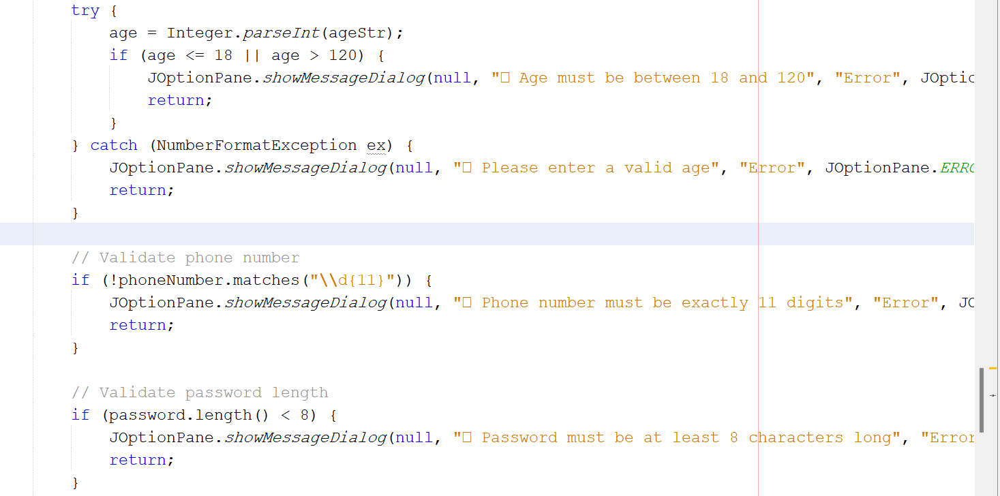 try {
age = Integer.parseInt(ageStr);
if (age <= 18 || age > 120) {
JOptionPane.showMessageDialog(null, "□ Age must be between 18 and 120", "Error", JOptio
return;
}
} catch (NumberFormatException ex) {
JOptionPane.showMessageDialog(null, "□ Please enter a valid age", "Error", JOptionPane.ERRO
return;
}
// Validate phone number
if (!phoneNumber.matches("\\d{11}")) {
JOptionPane.showMessageDialog(null, "□ Phone number must be exactly 11 digits", "Error", JO
return;
}
// Validate password length
if (password.length() < 8) {
JOptionPane.showMessageDialog(null, "□ Password must be at least 8 characters long", "Error
return;
}